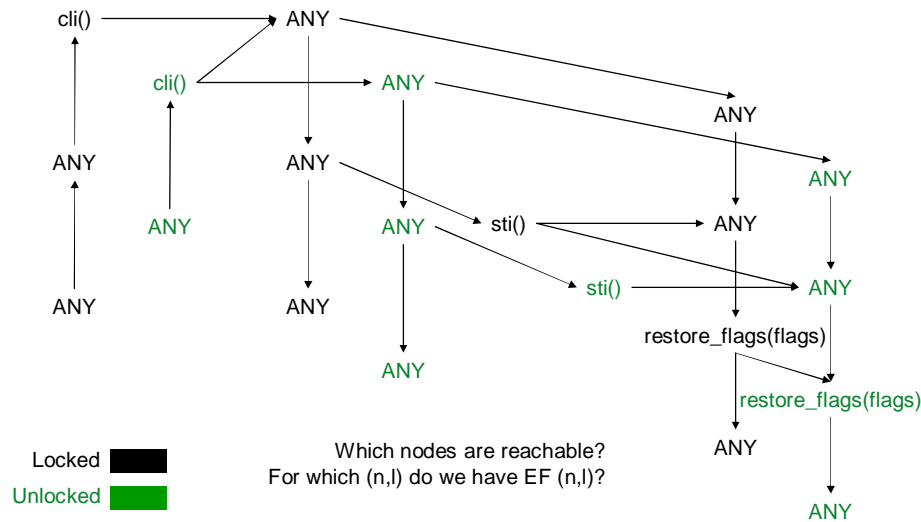 cli()
ANY
cli()
ANY
ANY
ANY
ANY
ANY
ANY
ANY
sti()
ANY
ANY
ANY
sti()
ANY
ANY
restore_flags(flags)
ANY
restore_flags(flags)
ANY
Which nodes are reachable?
For which (n,l) do we have EF (n,l)?
Locked
Unlocked
ANY